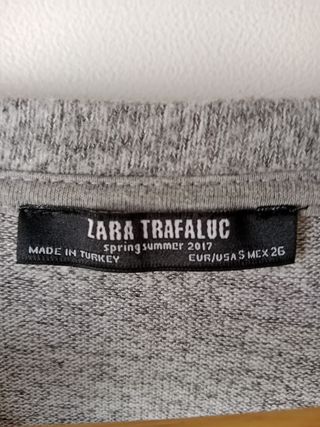 ZARA TRAFALUC
spring summer 2017
MADE IN TURKEY EUR/USA S MEX 26